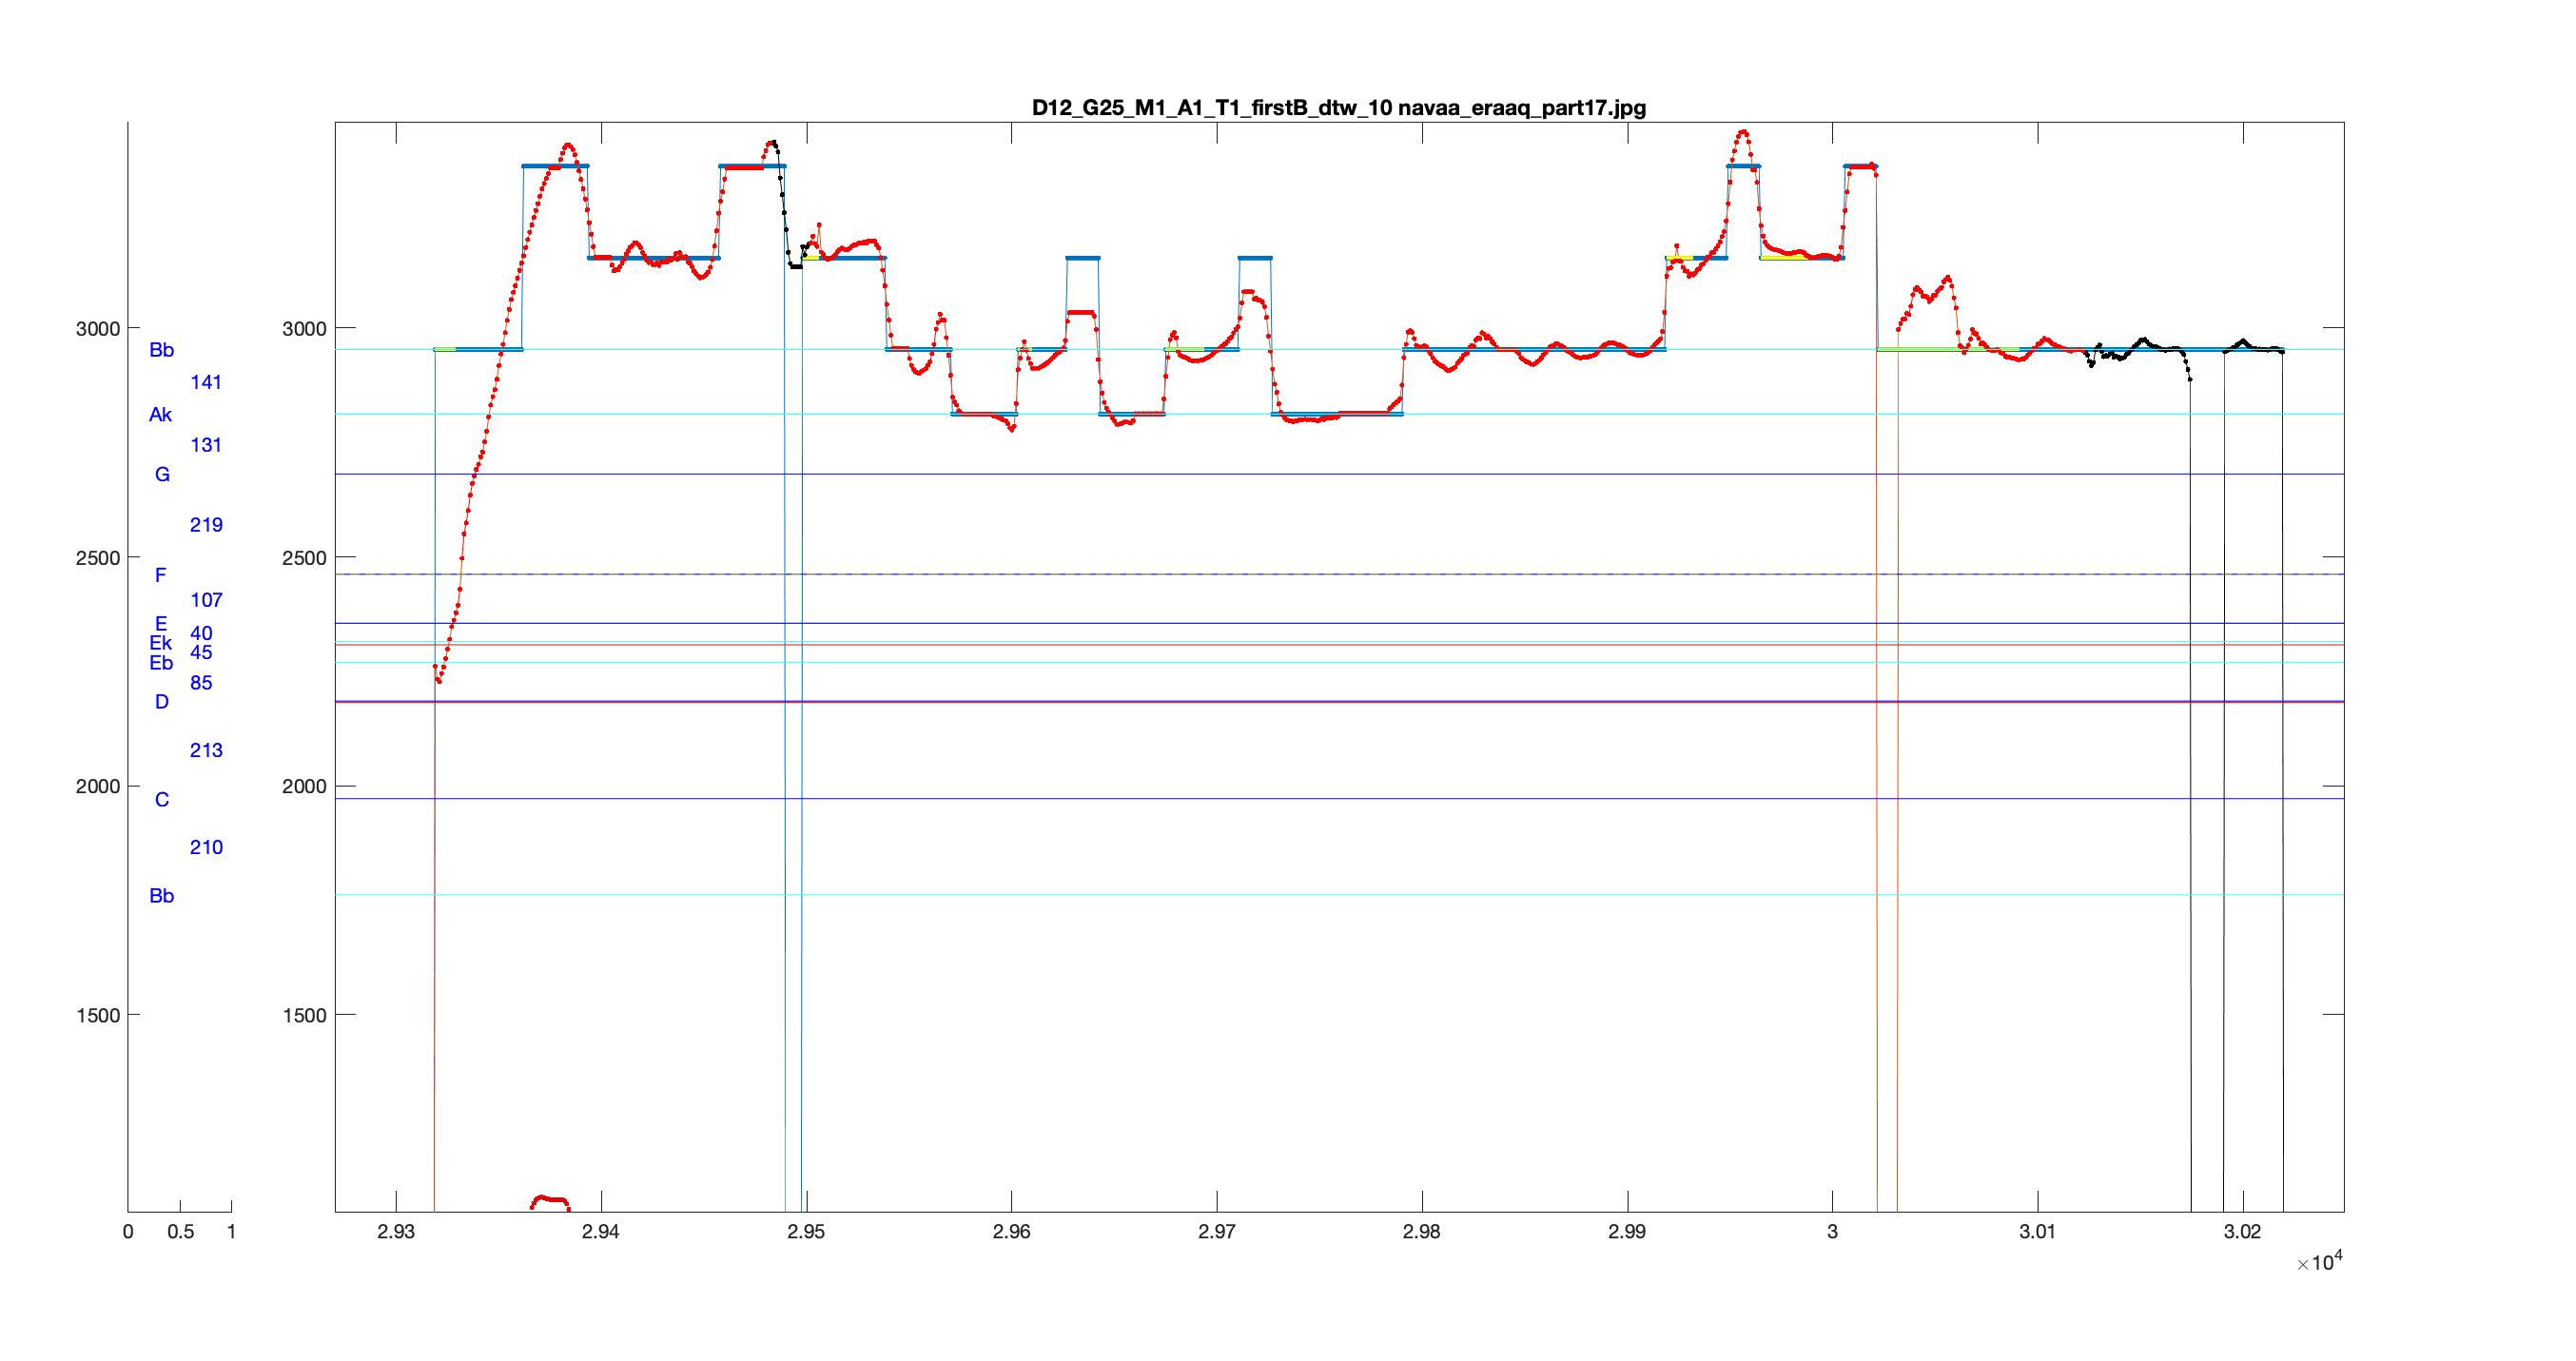 D12_G25_M1_A1_T1_firstB_dtw_10 navaa_eraaq_part17.jpg
3000 3000
Bb
141
Ak
131
G
219
2500 2500
F
107
E
40
Ek
45
Eb
85
D
213
2000 2000
C
210
Bb
1500 1500
0 0.5 1 2.93 2.94 2.95 2.96 2.97 2.98 2.99 3 3.01 3.02
×10^4